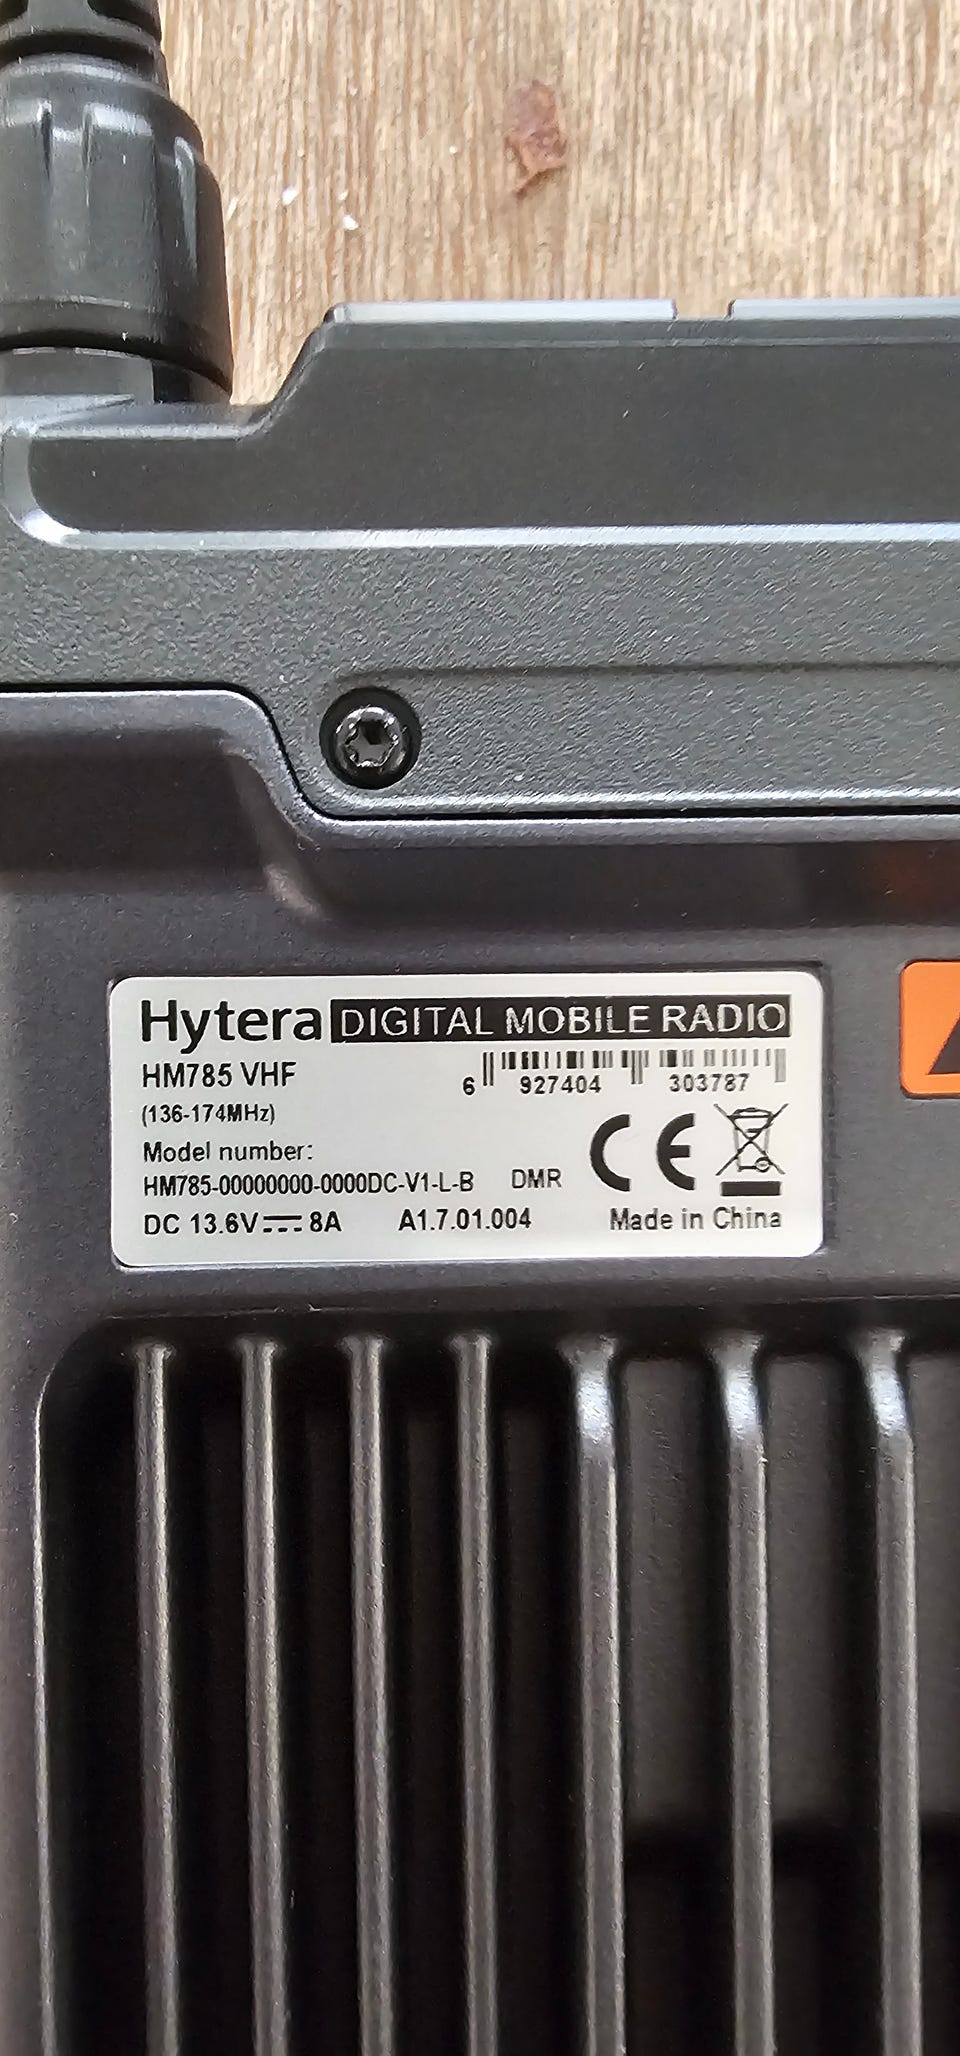 Hytera DIGITAL MOBILE RADIO
HM785 VHF
6 927404 303787
(136-174MHz)
Model number:
HM785-00000000-0000DC-V1-L-B DMR
CE
DC 13.6V⎓8A A1.7.01.004 Made in China